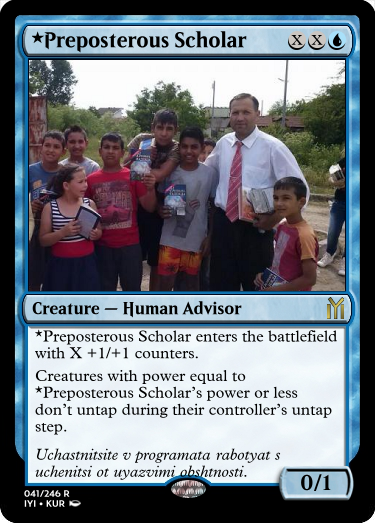 *Preposterous Scholar XXU
Creature — Human Advisor
*Preposterous Scholar enters the battlefield
with X +1/+1 counters.
Creatures with power equal to
*Preposterous Scholar's power or less
don't untap during their controller's untap
step.
Uchastnitsite v programata rabotyat s
uchenitsi ot uyazvimi obshtnosti.
0/1
041/246 R
IYI • KUR